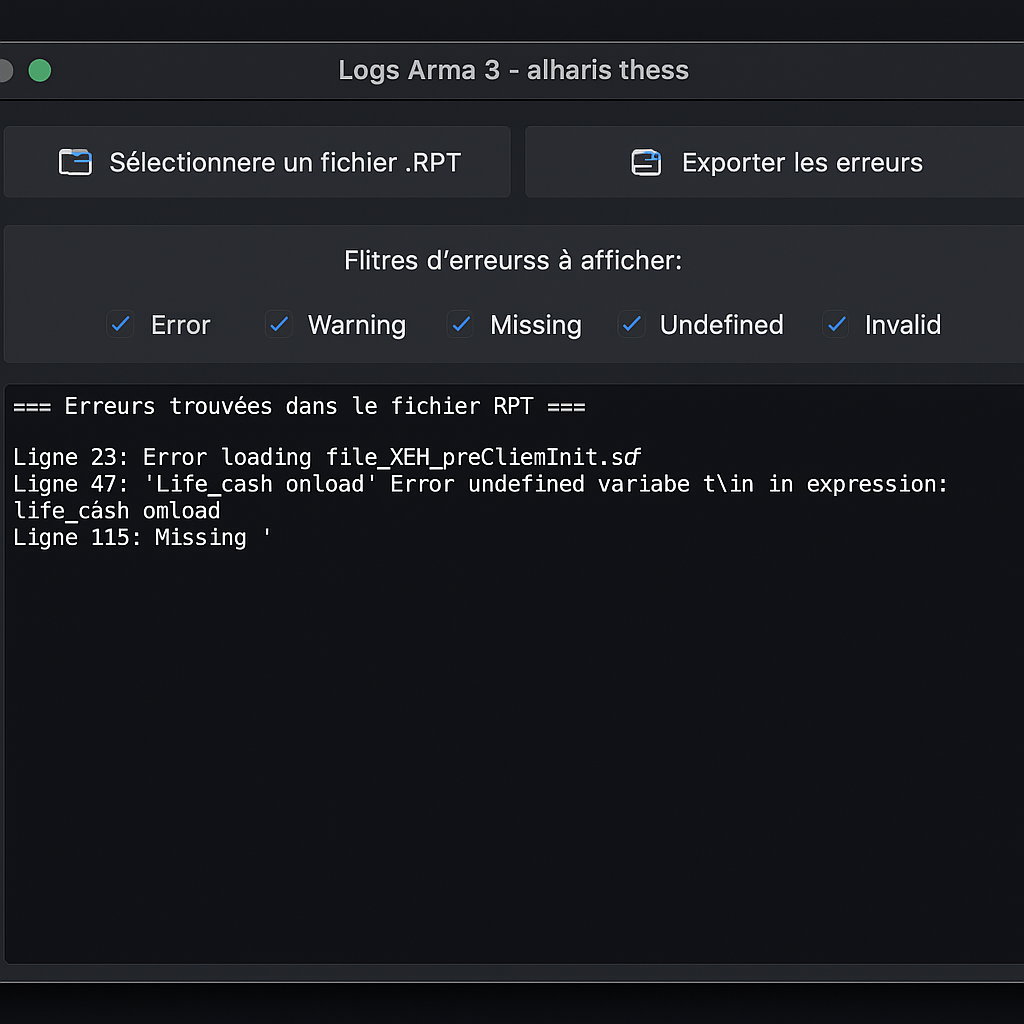 Logs Arma 3 - alharis thess
Sélectionnere un fichier .RPT
Exporter les erreurs
Flitres d’erreurss à afficher:
Error Warning Missing Undefined Invalid
=== Erreurs trouvées dans le fichier RPT ===
Ligne 23: Error loading file_XEH_preCliemInit.sd
Ligne 47: 'Life_cash onload' Error undefined variabe t\in in expression:
life_cásh omload
Ligne 115: Missing '